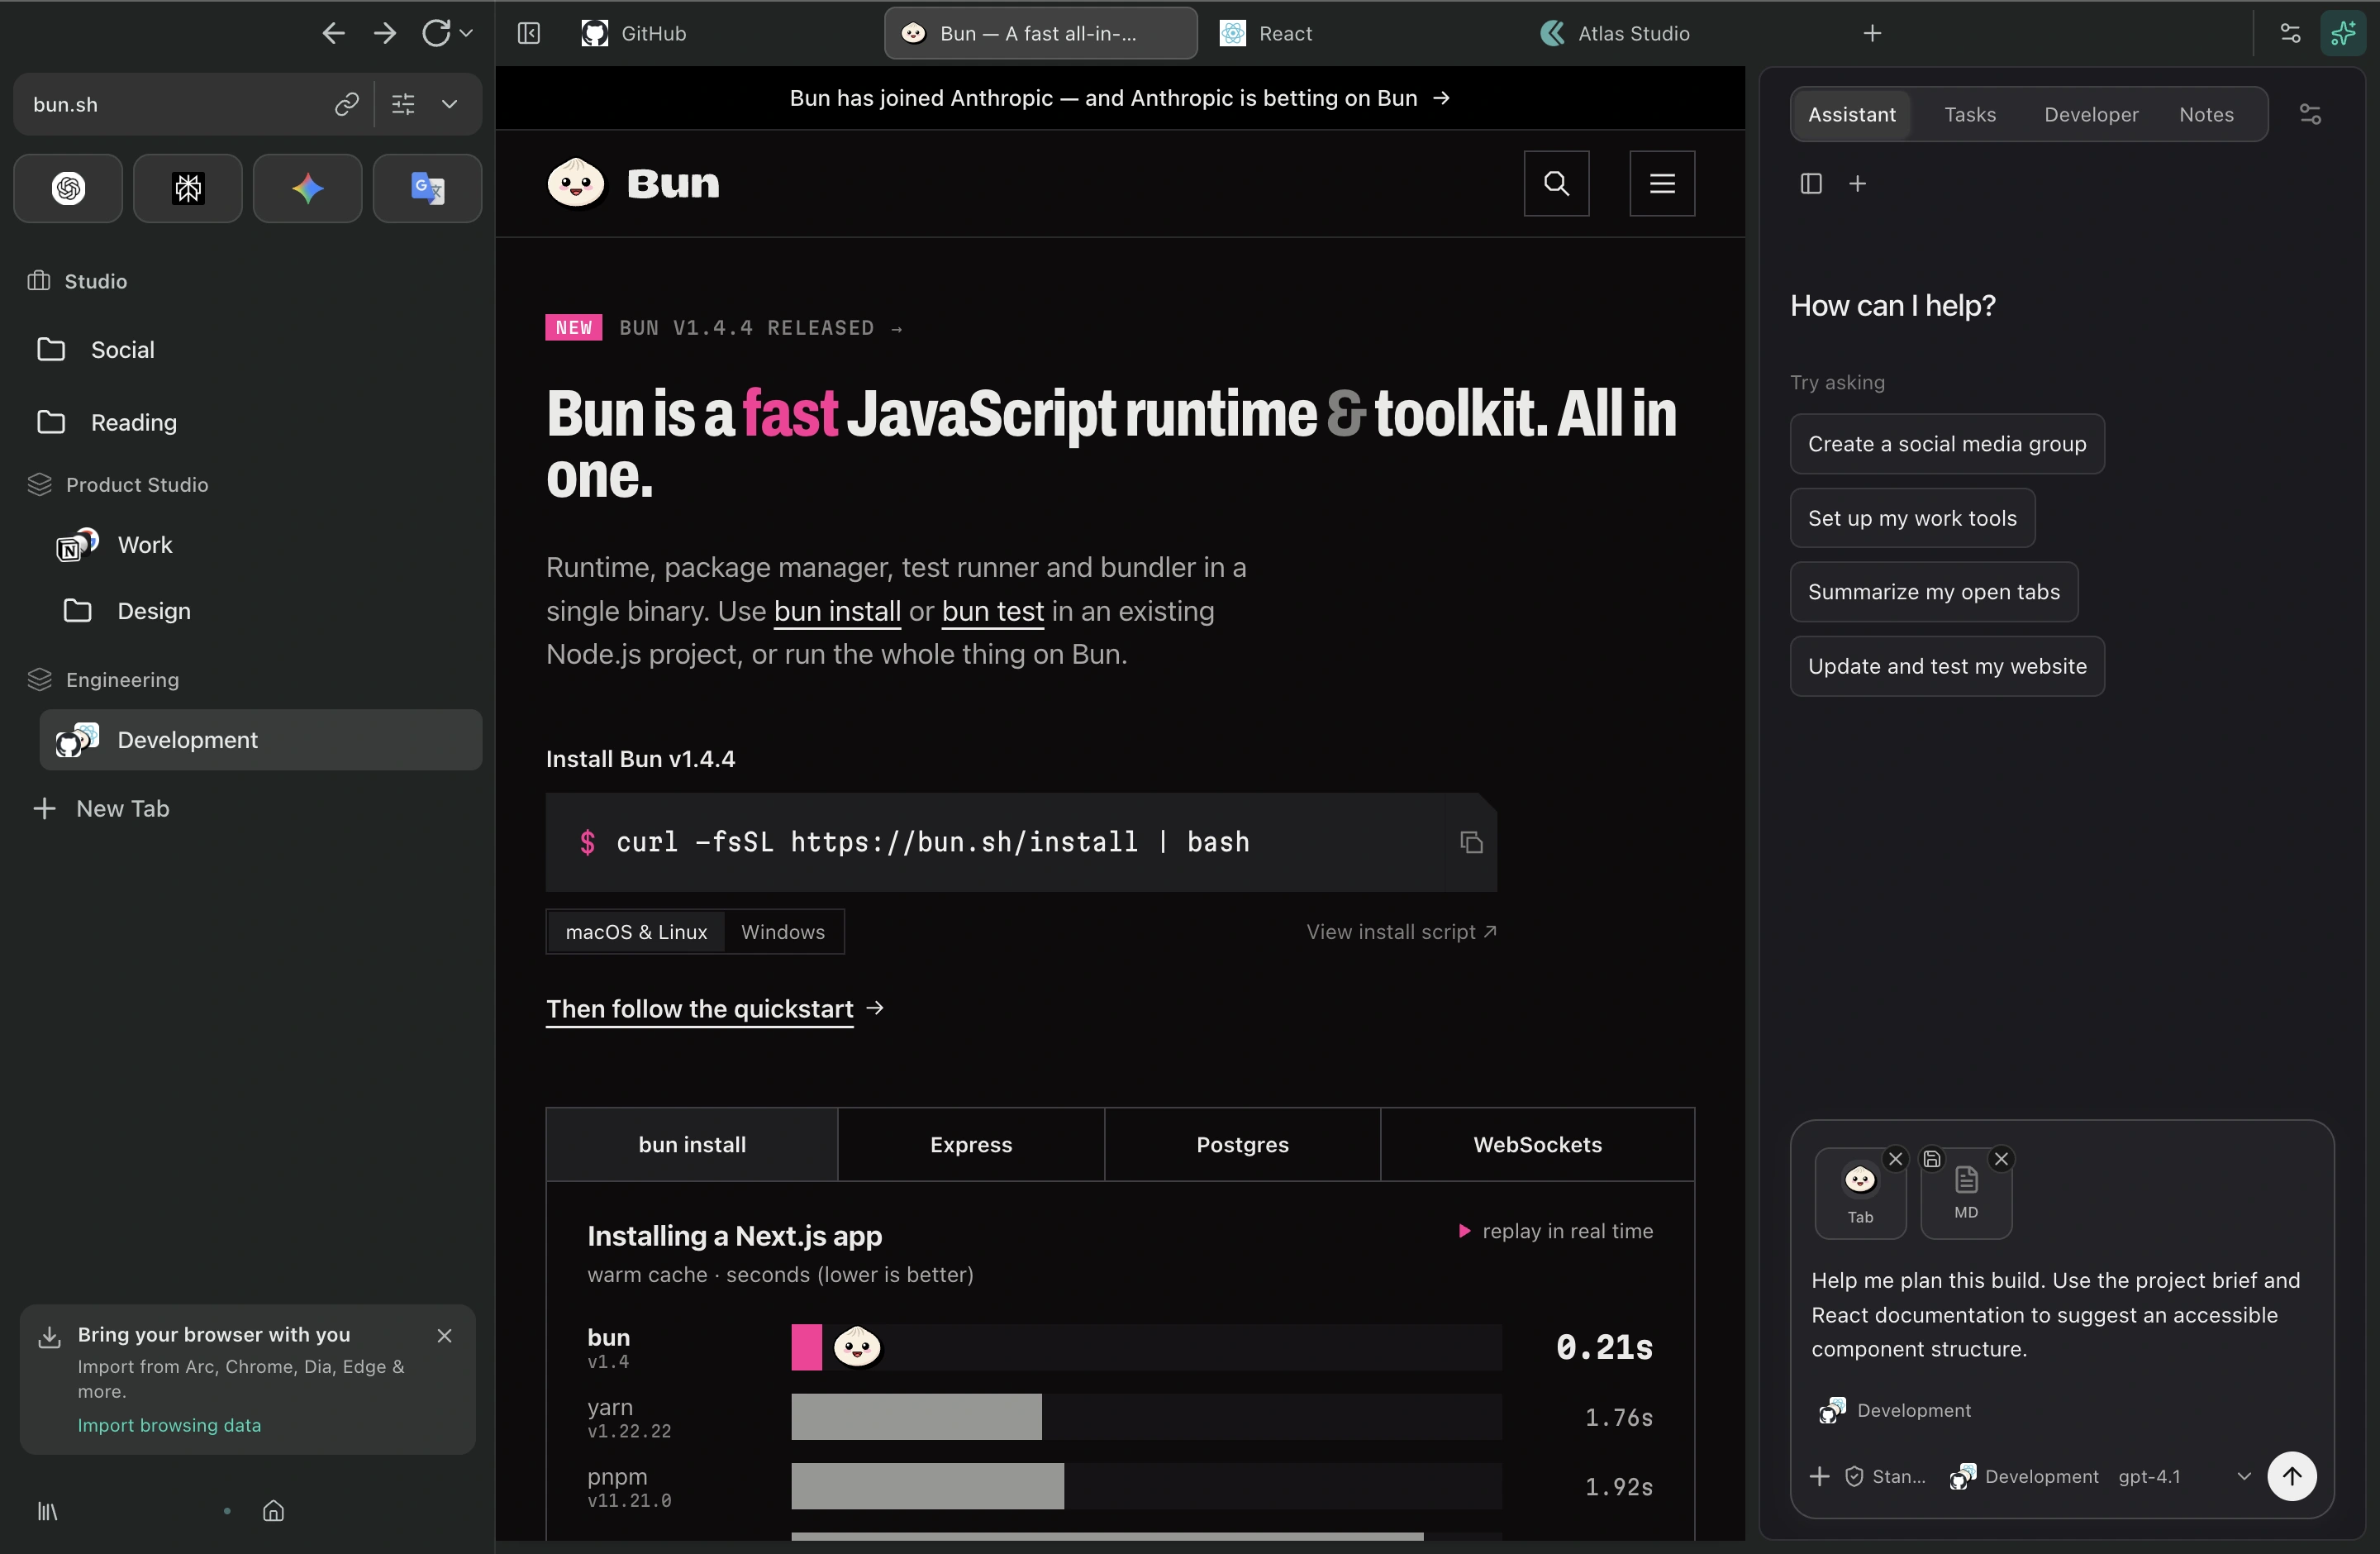 GitHub
Bun — A fast all-in-...
React
Atlas Studio
bun.sh
Studio
Social
Reading
Product Studio
Work
Design
Engineering
Development
New Tab
Bring your browser with you
Import from Arc, Chrome, Dia, Edge &
more.
Import browsing data
Bun has joined Anthropic — and Anthropic is betting on Bun →
Bun
NEW BUN V1.4.4 RELEASED →
Bun is a fast JavaScript runtime & toolkit. All in
one.
Runtime, package manager, test runner and bundler in a
single binary. Use bun install or bun test in an existing
Node.js project, or run the whole thing on Bun.
Install Bun v1.4.4
$ curl -fsSL https://bun.sh/install | bash
macOS & Linux
Windows
View install script ↗
Then follow the quickstart →
bun install
Express
Postgres
WebSockets
Installing a Next.js app
replay in real time
warm cache · seconds (lower is better)
bun
v1.4
0.21s
yarn
v1.22.22
1.76s
pnpm
v11.21.0
1.92s
Assistant
Tasks
Developer
Notes
How can I help?
Try asking
Create a social media group
Set up my work tools
Summarize my open tabs
Update and test my website
Tab
MD
Help me plan this build. Use the project brief and
React documentation to suggest an accessible
component structure.
Development
Stan...
Development
gpt-4.1